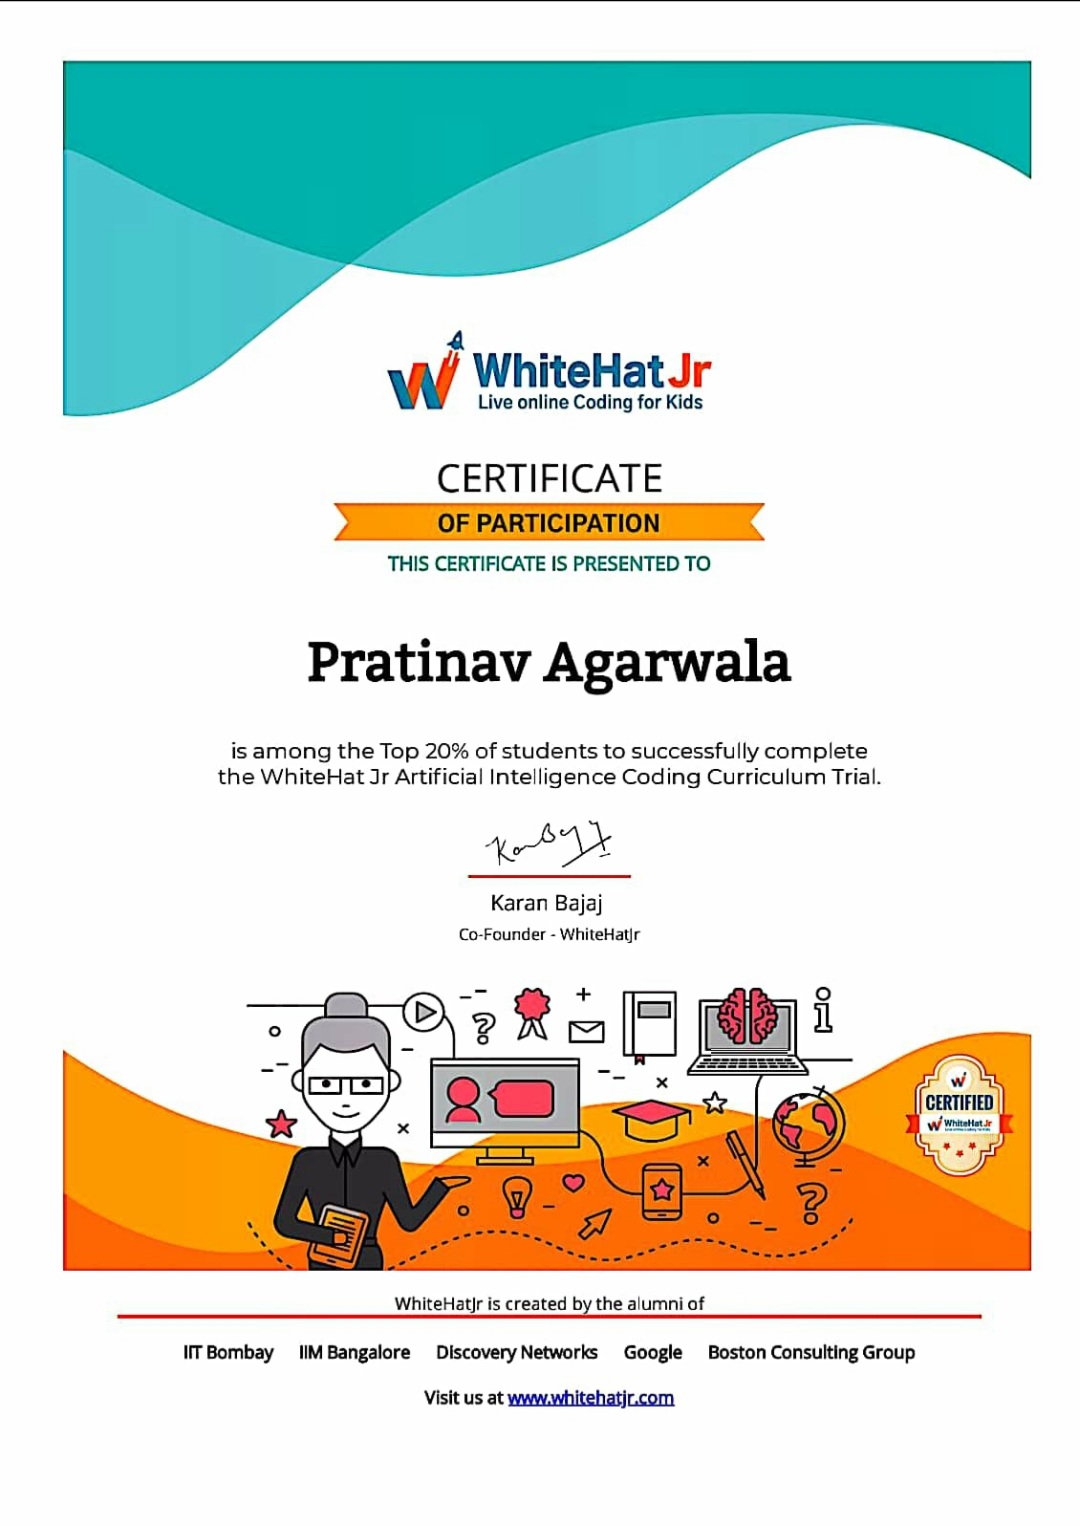 WhiteHat Jr
Live online Coding for Kids
CERTIFICATE
OF PARTICIPATION
THIS CERTIFICATE IS PRESENTED TO
Pratinav Agarwala
is among the Top 20% of students to successfully complete
the WhiteHat Jr Artificial Intelligence Coding Curriculum Trial.
Karan Bajaj
Co-Founder - WhiteHatJr
CERTIFIED
WhiteHat Jr
WhiteHatJr is created by the alumni of
IIT Bombay IIM Bangalore Discovery Networks Google Boston Consulting Group
Visit us at www.whitehatjr.com